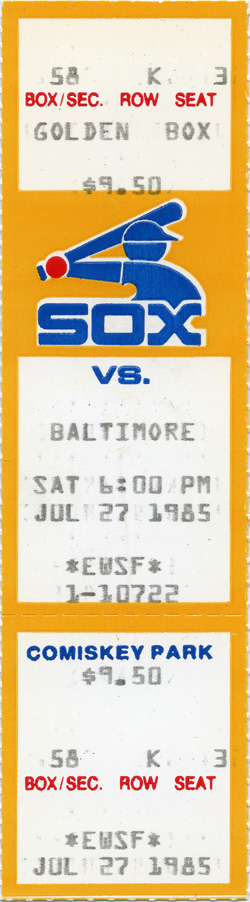 58 K 3
BOX/SEC. ROW SEAT
GOLDEN BOX
$9.50
SOX
VS.
BALTIMORE
SAT 6:00 PM
JUL 27 1985
*EWSF*
1-10722
COMISKEY PARK
$9.50
58 K 3
BOX/SEC. ROW SEAT
*EWSF*
JUL 27 1985